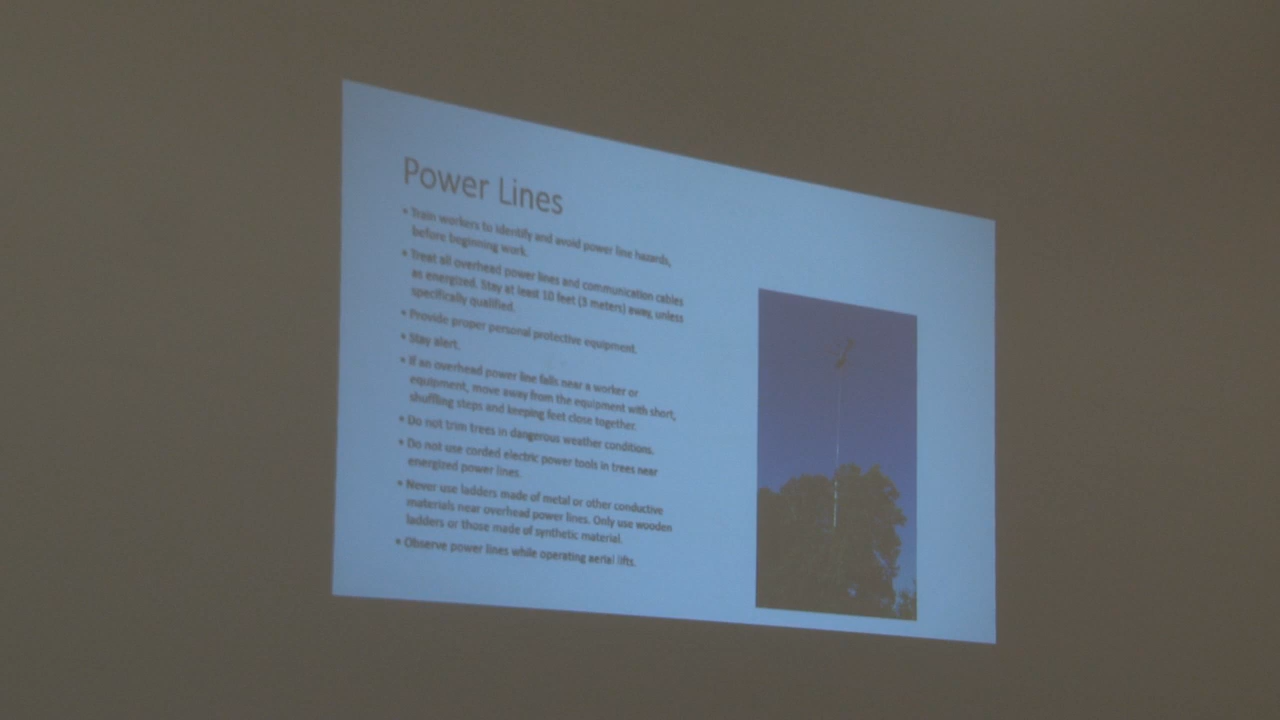 Power Lines
• Train workers to identify and avoid power line hazards,
before beginning work.
• Treat all overhead power lines and communication cables
as energized. Stay at least 10 feet (3 meters) away, unless
specifically qualified.
• Provide proper personal protective equipment.
• Stay alert.
• If an overhead power line falls near a worker or
equipment, move away from the equipment with short,
shuffling steps and keeping feet close together.
• Do not trim trees in dangerous weather conditions.
• Do not use corded electric power tools in trees near
energized power lines.
• Never use ladders made of metal or other conductive
materials near overhead power lines. Only use wooden
ladders or those made of synthetic material.
• Observe power lines while operating aerial lifts.